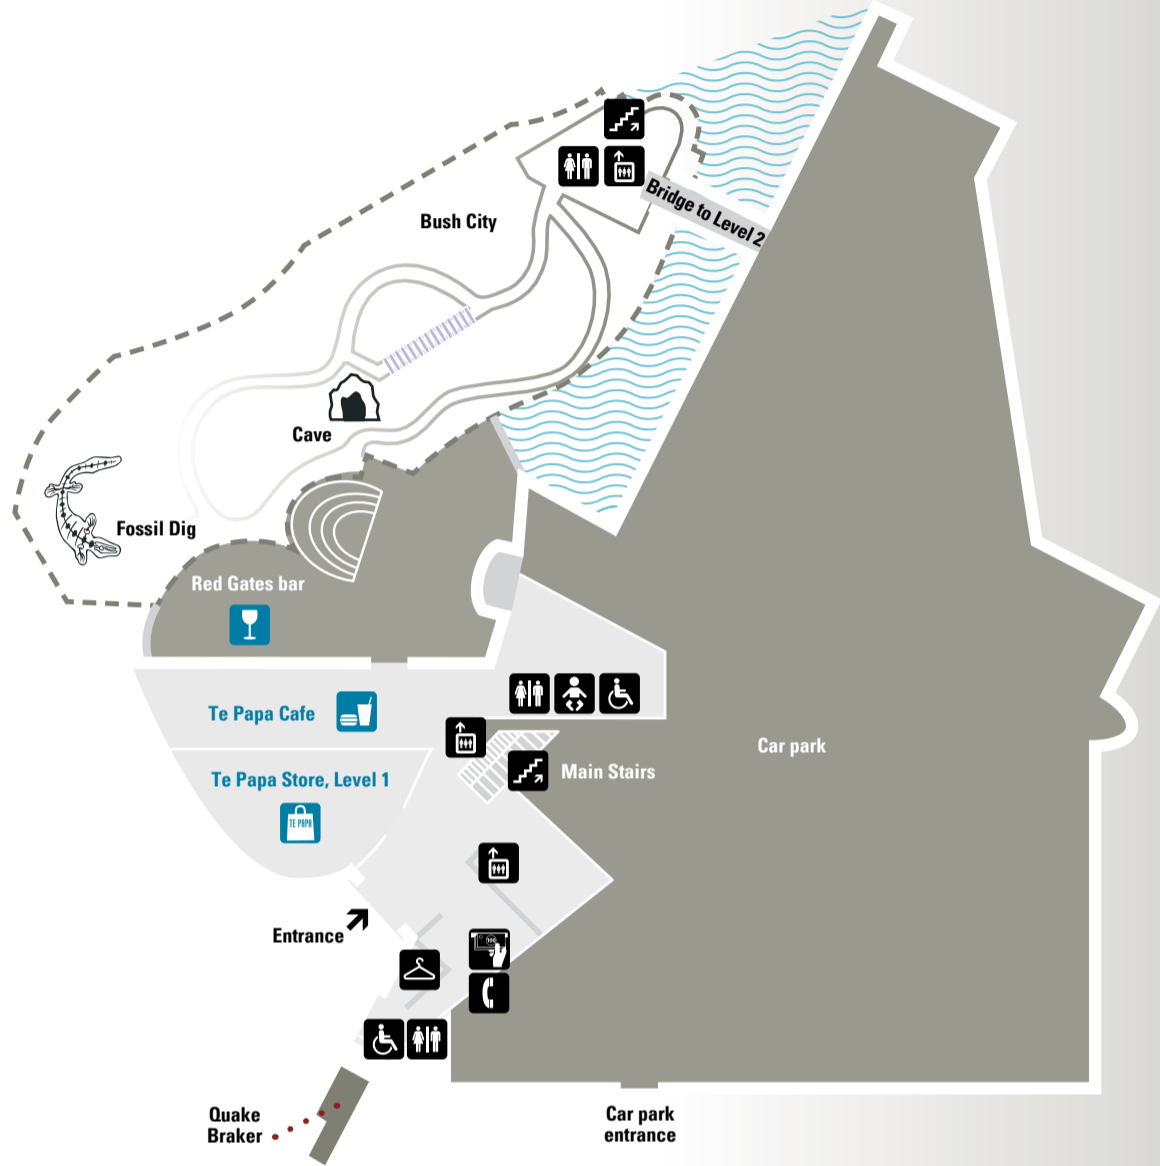 Bush City
Bridge to Level 2
Cave
Fossil Dig
Red Gates bar
Te Papa Cafe
Te Papa Store, Level 1
TE PAPA
Main Stairs
Car park
Entrance
100
Quake
Braker
Car park
entrance